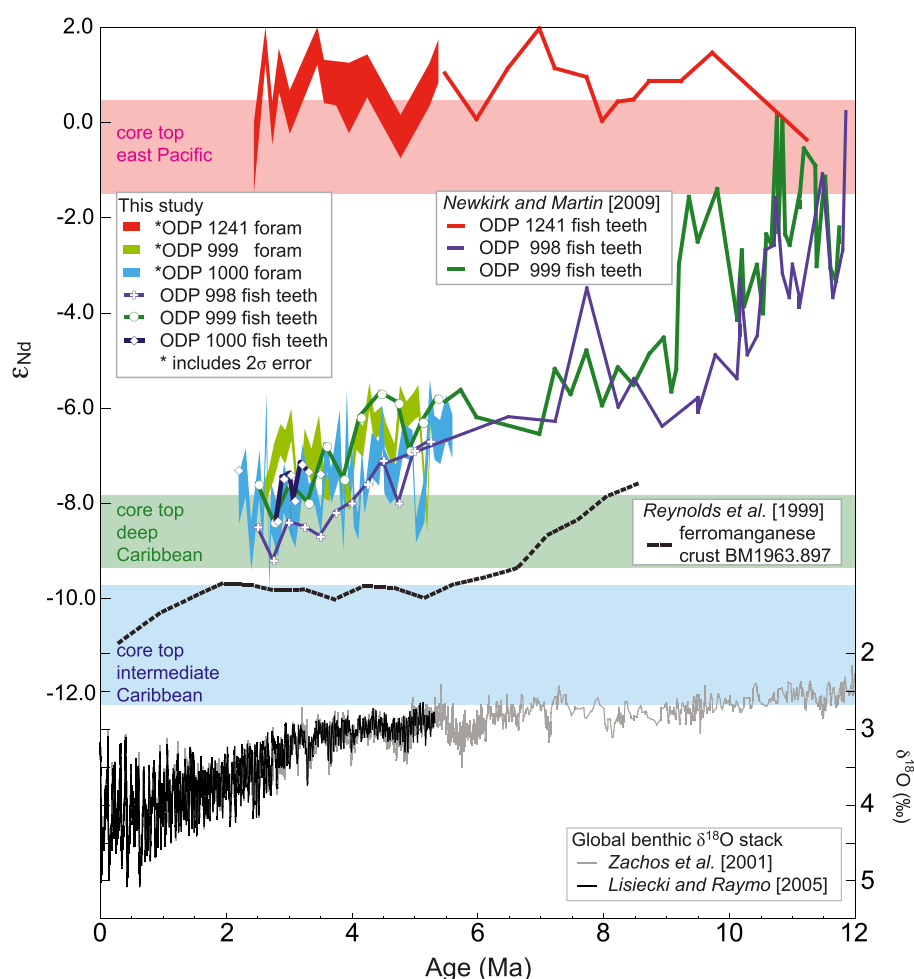 2.0
0.0
-2.0
-4.0
-6.0
-8.0
-10.0
-12.0
εNd
core top
east Pacific
This study
*ODP 1241 foram
*ODP 999 foram
*ODP 1000 foram
ODP 998 fish teeth
ODP 999 fish teeth
ODP 1000 fish teeth
* includes 2σ error
Newkirk and Martin [2009]
ODP 1241 fish teeth
ODP 998 fish teeth
ODP 999 fish teeth
core top
deep
Caribbean
Reynolds et al. [1999]
ferromanganese
crust BM1963.897
core top
intermediate
Caribbean
2
3
4
5
δ18O (‰)
Global benthic δ18O stack
Zachos et al. [2001]
Lisiecki and Raymo [2005]
0 2 4 6 8 10 12
Age (Ma)